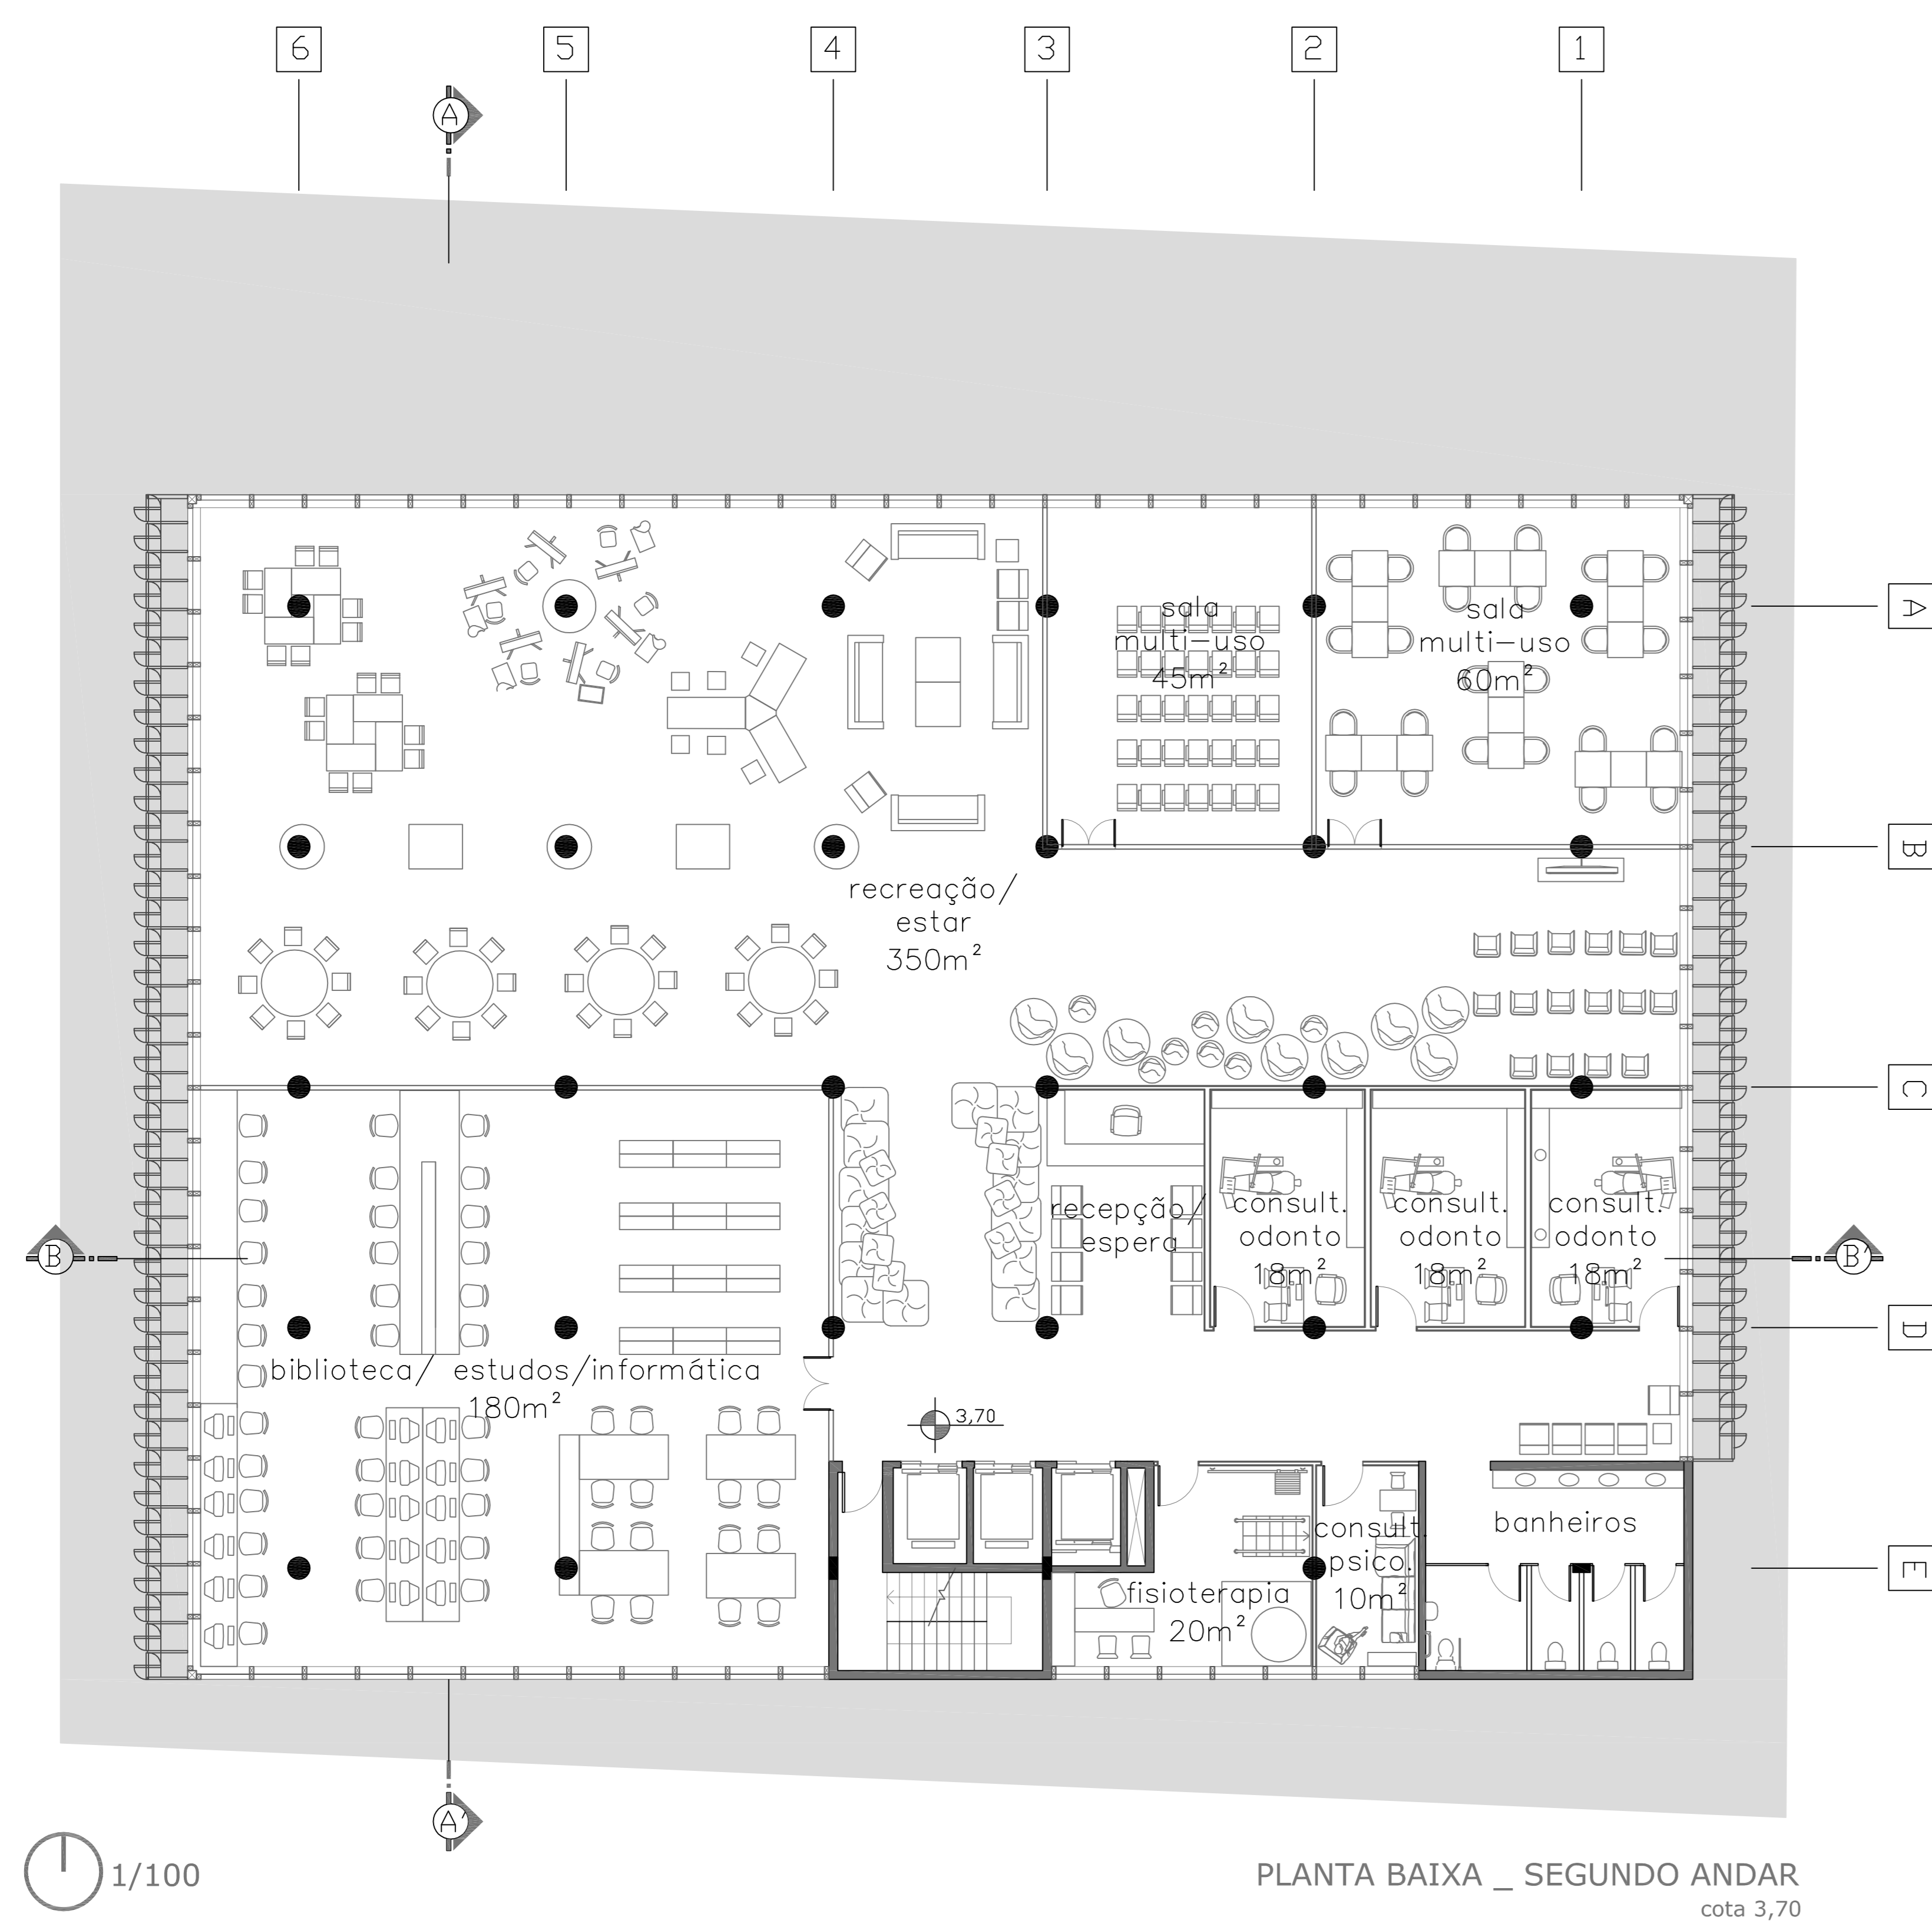 6 5 4 3 2 1
A
sala
multi-uso
45m²
sala
multi-uso
60m²
A
B
recreação/
estar
350m²
C
recepção/
espera
consult.
odonto
18m²
consult.
odonto
18m²
consult.
odonto
18m²
B
B'
D
biblioteca/ estudos/informática
180m²
3,70
banheiros
consult.
psico.
10m²
E
fisioterapia
20m²
A'
1/100
PLANTA BAIXA _ SEGUNDO ANDAR
cota 3,70